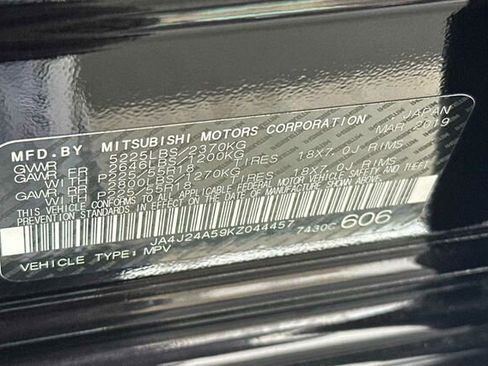 MFD.BY MITSUBISHI MOTORS CORPORATION JAPAN
GVWR 5225LBS/2370KG MAR 2019
GAWR FR 2646LBS/1200KG
WITH P225/55R18 TIRES 18X7.0J RIMS
GAWR RR 2800LBS/1270KG
WITH P225/55R18 TIRES 18X7.0J RIMS
THIS VEHICLE CONFORMS TO ALL APPLICABLE FEDERAL MOTOR VEHICLE SAFETY AND THEFT
PREVENTION STANDARDS IN EFFECT ON THE DATE OF MANUFACTURE SHOWN ABOVE.
JA4J24A59KZ044457 7430C 606
VEHICLE TYPE: MPV